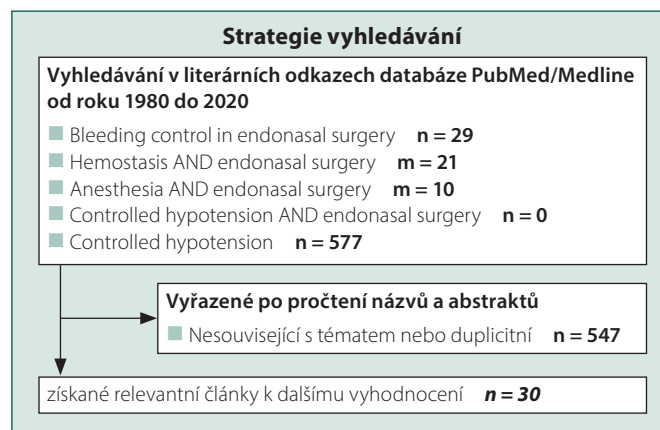 Strategie vyhledávání
Vyhledávání v literárních odkazech databáze PubMed/Medline
od roku 1980 do 2020
Bleeding control in endonasal surgery n = 29
Hemostasis AND endonasal surgery m = 21
Anesthesia AND endonasal surgery m = 10
Controlled hypotension AND endonasal surgery n = 0
Controlled hypotension n = 577
Vyřazené po pročtení názvů a abstraktů
Nesouvisející s tématem nebo duplicitní n = 547
získané relevantní články k dalšímu vyhodnocení n = 30